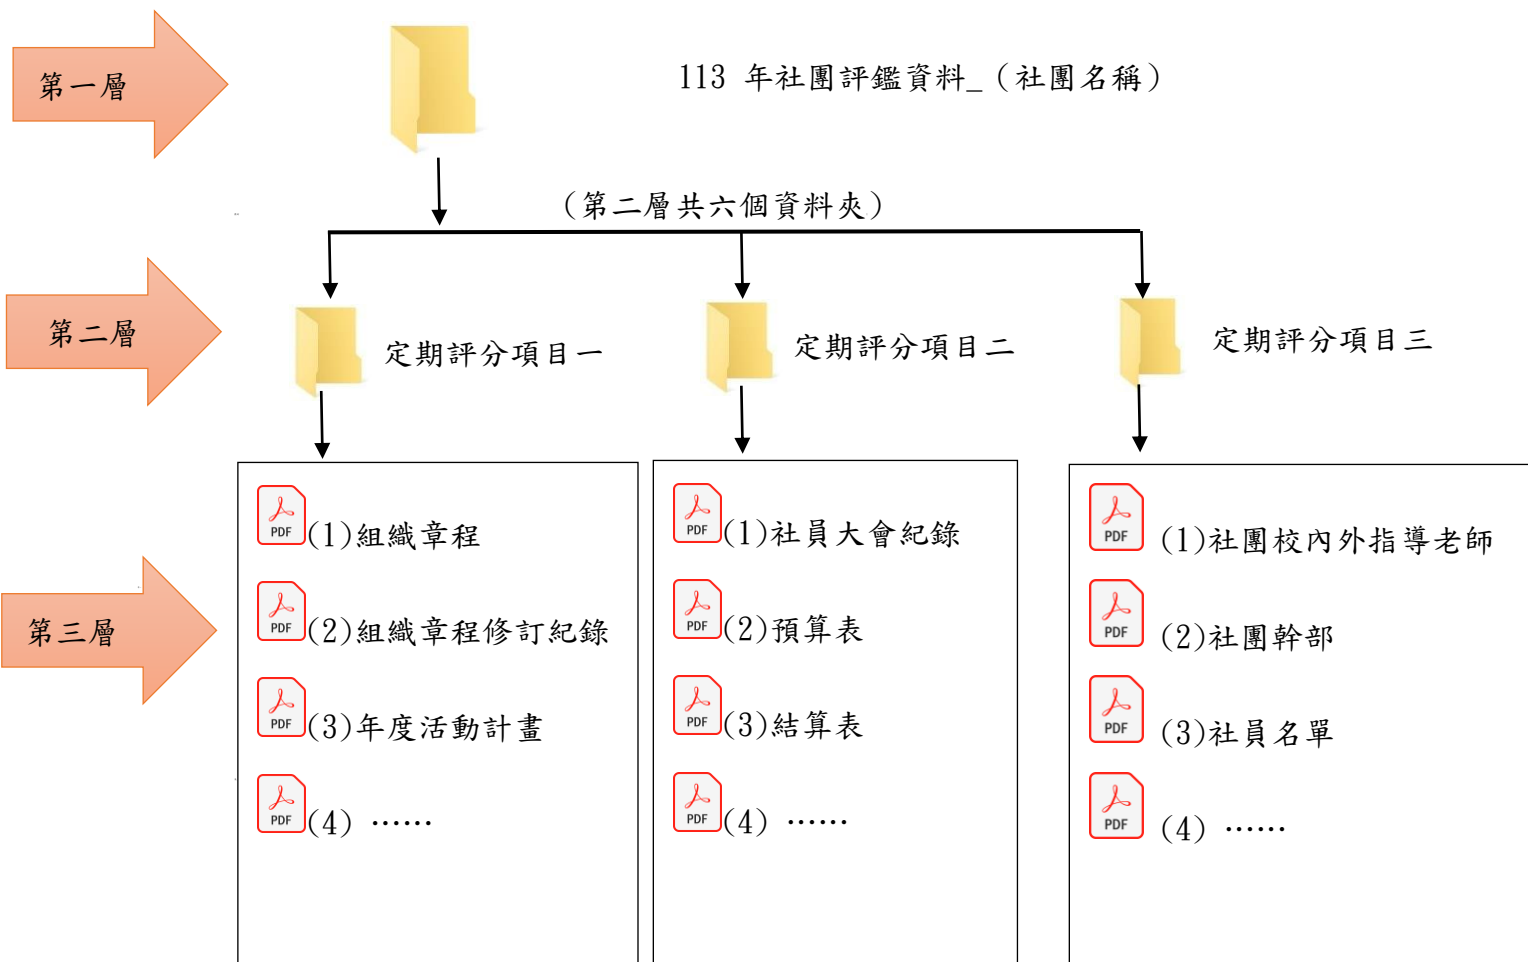 第一層
113 年社團評鑑資料_（社團名稱）
（第二層共六個資料夾）
第二層
定期評分項目一
定期評分項目二
定期評分項目三
第三層
PDF (1)組織章程
PDF (2)組織章程修訂紀錄
PDF (3)年度活動計畫
PDF (4) ……
PDF (1)社員大會紀錄
PDF (2)預算表
PDF (3)結算表
PDF (4) ……
PDF (1)社團校內外指導老師
PDF (2)社團幹部
PDF (3)社員名單
PDF (4) ……